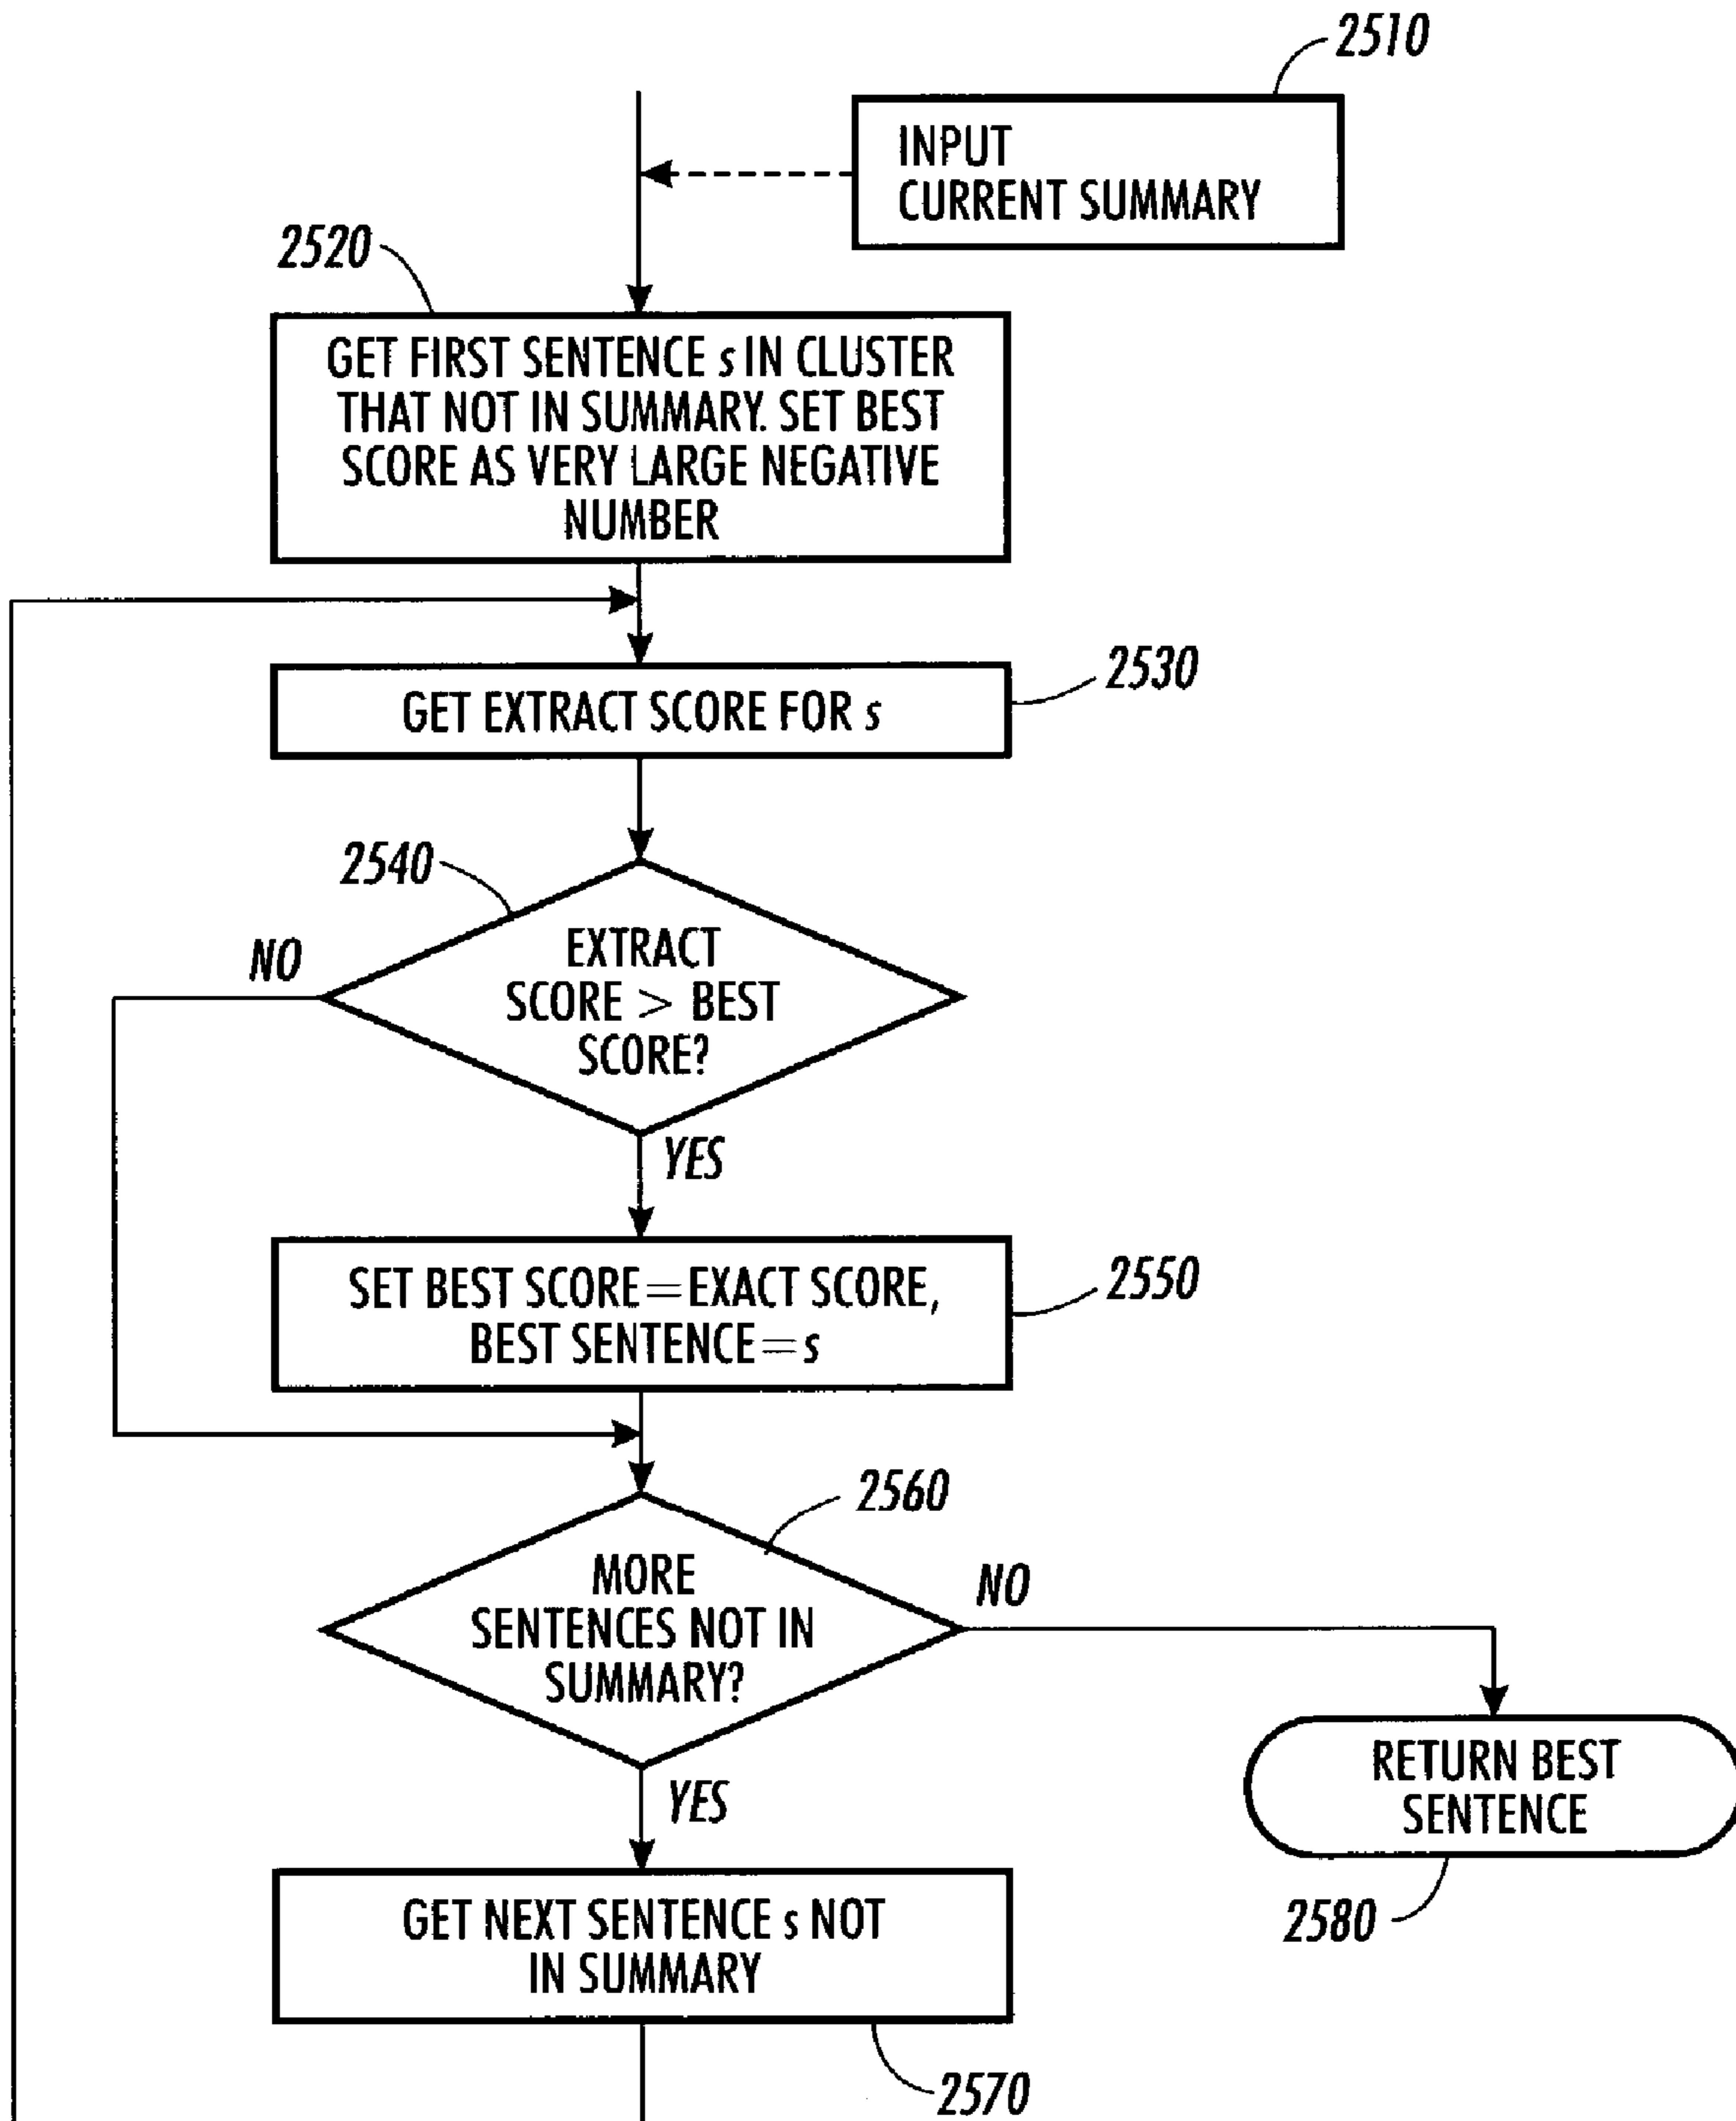 2510
INPUT
CURRENT SUMMARY
2520
GET FIRST SENTENCE s IN CLUSTER
THAT NOT IN SUMMARY. SET BEST
SCORE AS VERY LARGE NEGATIVE
NUMBER
2530
GET EXTRACT SCORE FOR s
2540
NO
EXTRACT
SCORE > BEST
SCORE?
YES
2550
SET BEST SCORE=EXACT SCORE,
BEST SENTENCE=s
2560
MORE
SENTENCES NOT IN
SUMMARY?
NO
YES
RETURN BEST
SENTENCE
2580
GET NEXT SENTENCE s NOT
IN SUMMARY
2570